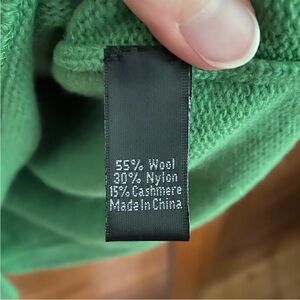 55% Wool
30% Nylon
15% Cashmere
Made In China